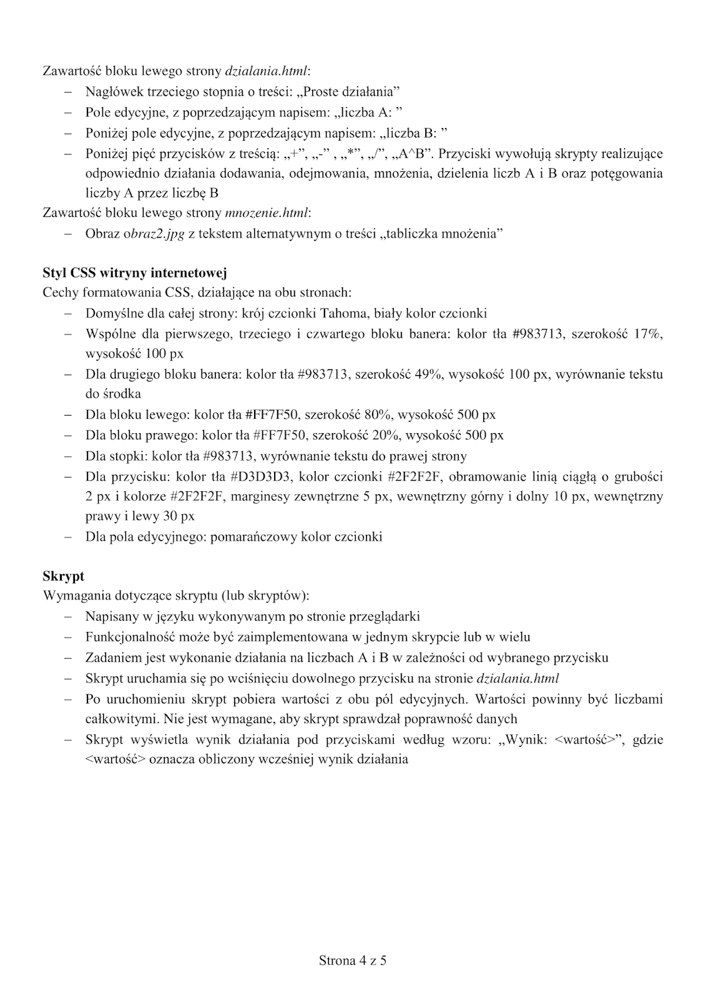 Zawartość bloku lewego strony dzialania.html:
– Nagłówek trzeciego stopnia o treści: „Proste działania”
– Pole edycyjne, z poprzedzającym napisem: „liczba A: ”
– Poniżej pole edycyjne, z poprzedzającym napisem: „liczba B: ”
– Poniżej pięć przycisków z treścią: „+”, „-” , „*”, „/”, „A^B”. Przyciski wywołują skrypty realizujące
odpowiednio działania dodawania, odejmowania, mnożenia, dzielenia liczb A i B oraz potęgowania
liczby A przez liczbę B
Zawartość bloku lewego strony mnozenie.html:
– Obraz obraz2.jpg z tekstem alternatywnym o treści „tabliczka mnożenia”
Styl CSS witryny internetowej
Cechy formatowania CSS, działające na obu stronach:
– Domyślne dla całej strony: krój czcionki Tahoma, biały kolor czcionki
– Wspólne dla pierwszego, trzeciego i czwartego bloku banera: kolor tła #983713, szerokość 17%,
wysokość 100 px
– Dla drugiego bloku banera: kolor tła #983713, szerokość 49%, wysokość 100 px, wyrównanie tekstu
do środka
– Dla bloku lewego: kolor tła #FF7F50, szerokość 80%, wysokość 500 px
– Dla bloku prawego: kolor tła #FF7F50, szerokość 20%, wysokość 500 px
– Dla stopki: kolor tła #983713, wyrównanie tekstu do prawej strony
– Dla przycisku: kolor tła #D3D3D3, kolor czcionki #2F2F2F, obramowanie linią ciągłą o grubości
2 px i kolorze #2F2F2F, marginesy zewnętrzne 5 px, wewnętrzny górny i dolny 10 px, wewnętrzny
prawy i lewy 30 px
– Dla pola edycyjnego: pomarańczowy kolor czcionki
Skrypt
Wymagania dotyczące skryptu (lub skryptów):
– Napisany w języku wykonywanym po stronie przeglądarki
– Funkcjonalność może być zaimplementowana w jednym skrypcie lub w wielu
– Zadaniem jest wykonanie działania na liczbach A i B w zależności od wybranego przycisku
– Skrypt uruchamia się po wciśnięciu dowolnego przycisku na stronie dzialania.html
– Po uruchomieniu skrypt pobiera wartości z obu pól edycyjnych. Wartości powinny być liczbami
całkowitymi. Nie jest wymagane, aby skrypt sprawdzał poprawność danych
– Skrypt wyświetla wynik działania pod przyciskami według wzoru: „Wynik: <wartość>”, gdzie
<wartość> oznacza obliczony wcześniej wynik działania
Strona 4 z 5